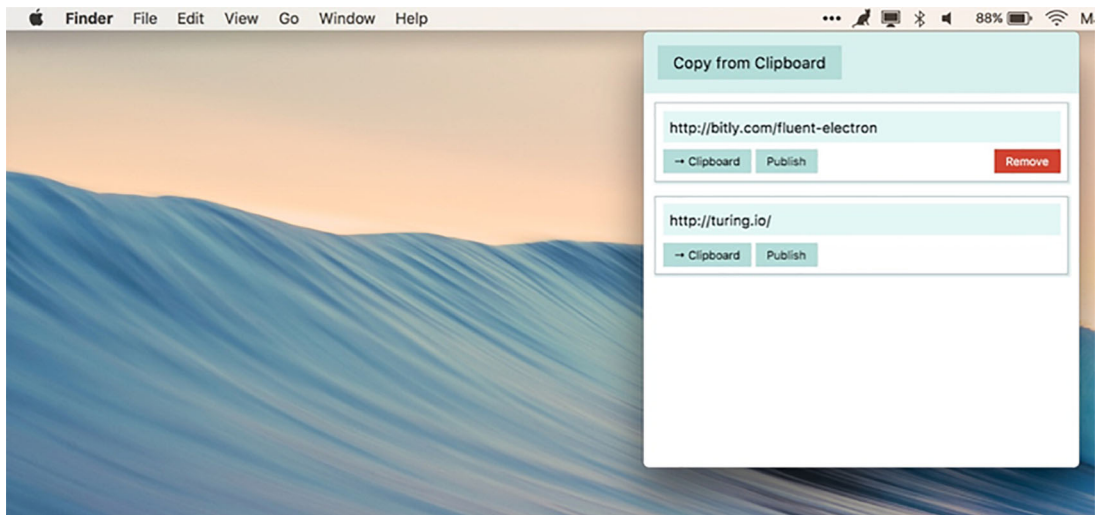 Finder File Edit View Go Window Help 88%
Copy from Clipboard
http://bitly.com/fluent-electron
→ Clipboard Publish Remove
http://turing.io/
→ Clipboard Publish